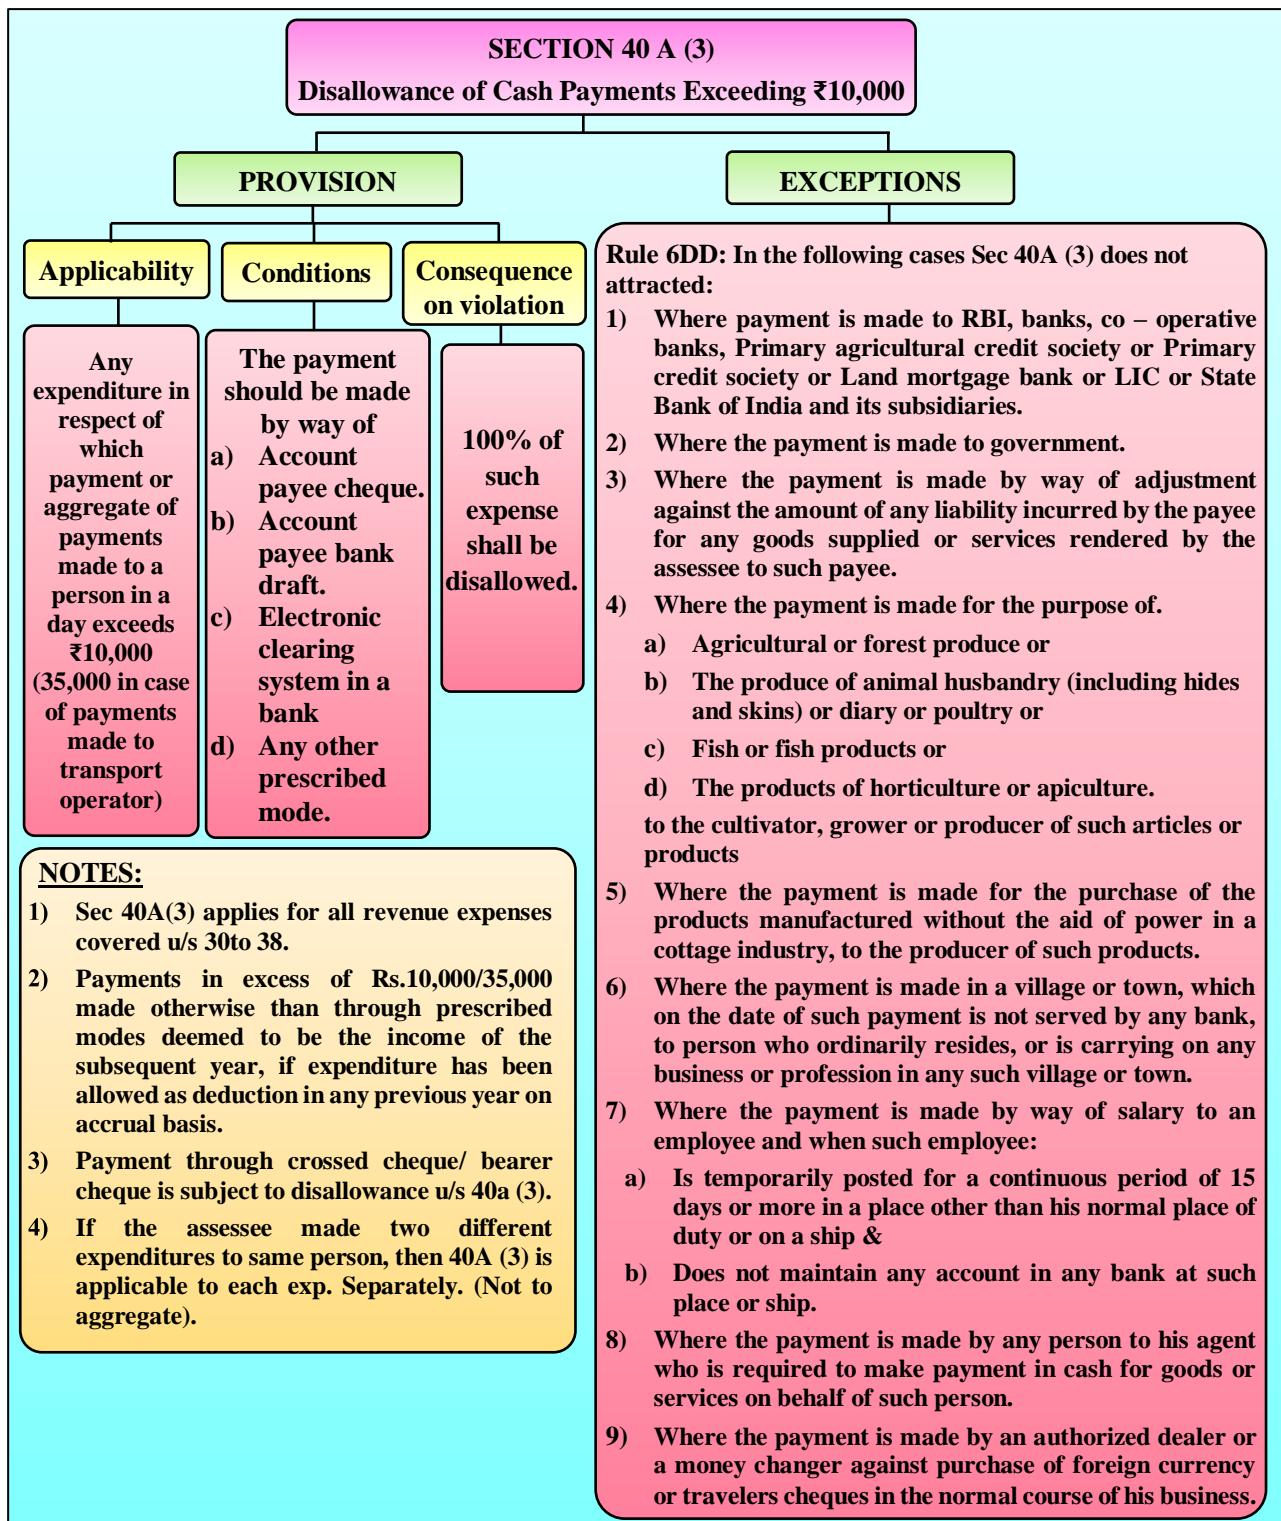 SECTION 40 A (3)
Disallowance of Cash Payments Exceeding ₹10,000
PROVISION
EXCEPTIONS
Applicability
Conditions
Consequence
on violation
Any
expenditure in
respect of
which
payment or
aggregate of
payments
made to a
person in a
day exceeds
₹10,000
(35,000 in case
of payments
made to
transport
operator)
The payment
should be made
by way of
a) Account
payee cheque.
b) Account
payee bank
draft.
c) Electronic
clearing
system in a
bank
d) Any other
prescribed
mode.
100% of
such
expense
shall be
disallowed.
NOTES:
1) Sec 40A(3) applies for all revenue expenses
covered u/s 30to 38.
2) Payments in excess of Rs.10,000/35,000
made otherwise than through prescribed
modes deemed to be the income of the
subsequent year, if expenditure has been
allowed as deduction in any previous year on
accrual basis.
3) Payment through crossed cheque/ bearer
cheque is subject to disallowance u/s 40a (3).
4) If the assessee made two different
expenditures to same person, then 40A (3) is
applicable to each exp. Separately. (Not to
aggregate).
Rule 6DD: In the following cases Sec 40A (3) does not
attracted:
1) Where payment is made to RBI, banks, co – operative
banks, Primary agricultural credit society or Primary
credit society or Land mortgage bank or LIC or State
Bank of India and its subsidiaries.
2) Where the payment is made to government.
3) Where the payment is made by way of adjustment
against the amount of any liability incurred by the payee
for any goods supplied or services rendered by the
assessee to such payee.
4) Where the payment is made for the purpose of.
a) Agricultural or forest produce or
b) The produce of animal husbandry (including hides
and skins) or diary or poultry or
c) Fish or fish products or
d) The products of horticulture or apiculture.
to the cultivator, grower or producer of such articles or
products
5) Where the payment is made for the purchase of the
products manufactured without the aid of power in a
cottage industry, to the producer of such products.
6) Where the payment is made in a village or town, which
on the date of such payment is not served by any bank,
to person who ordinarily resides, or is carrying on any
business or profession in any such village or town.
7) Where the payment is made by way of salary to an
employee and when such employee:
a) Is temporarily posted for a continuous period of 15
days or more in a place other than his normal place of
duty or on a ship &
b) Does not maintain any account in any bank at such
place or ship.
8) Where the payment is made by any person to his agent
who is required to make payment in cash for goods or
services on behalf of such person.
9) Where the payment is made by an authorized dealer or
a money changer against purchase of foreign currency
or travelers cheques in the normal course of his business.